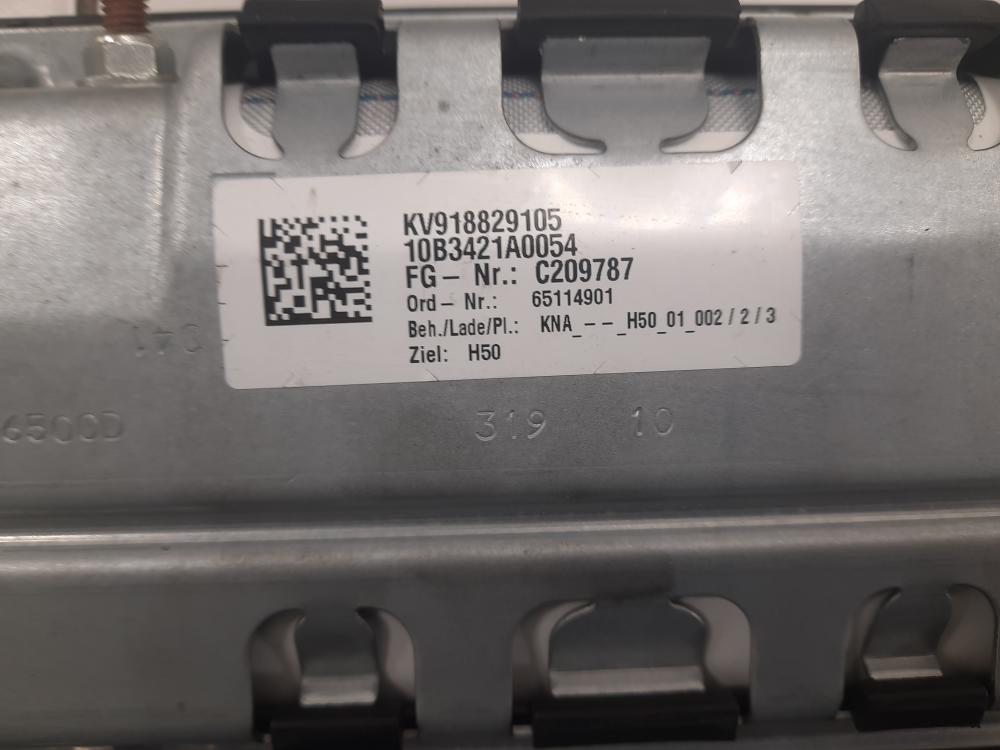 KV918829105
10B3421A0054
FG – Nr.: C209787
Ord – Nr.: 65114901
Beh./Lade/Pl.: KNA_--_H50_01_002 / 2 / 3
Ziel: H50
6500D 319 10